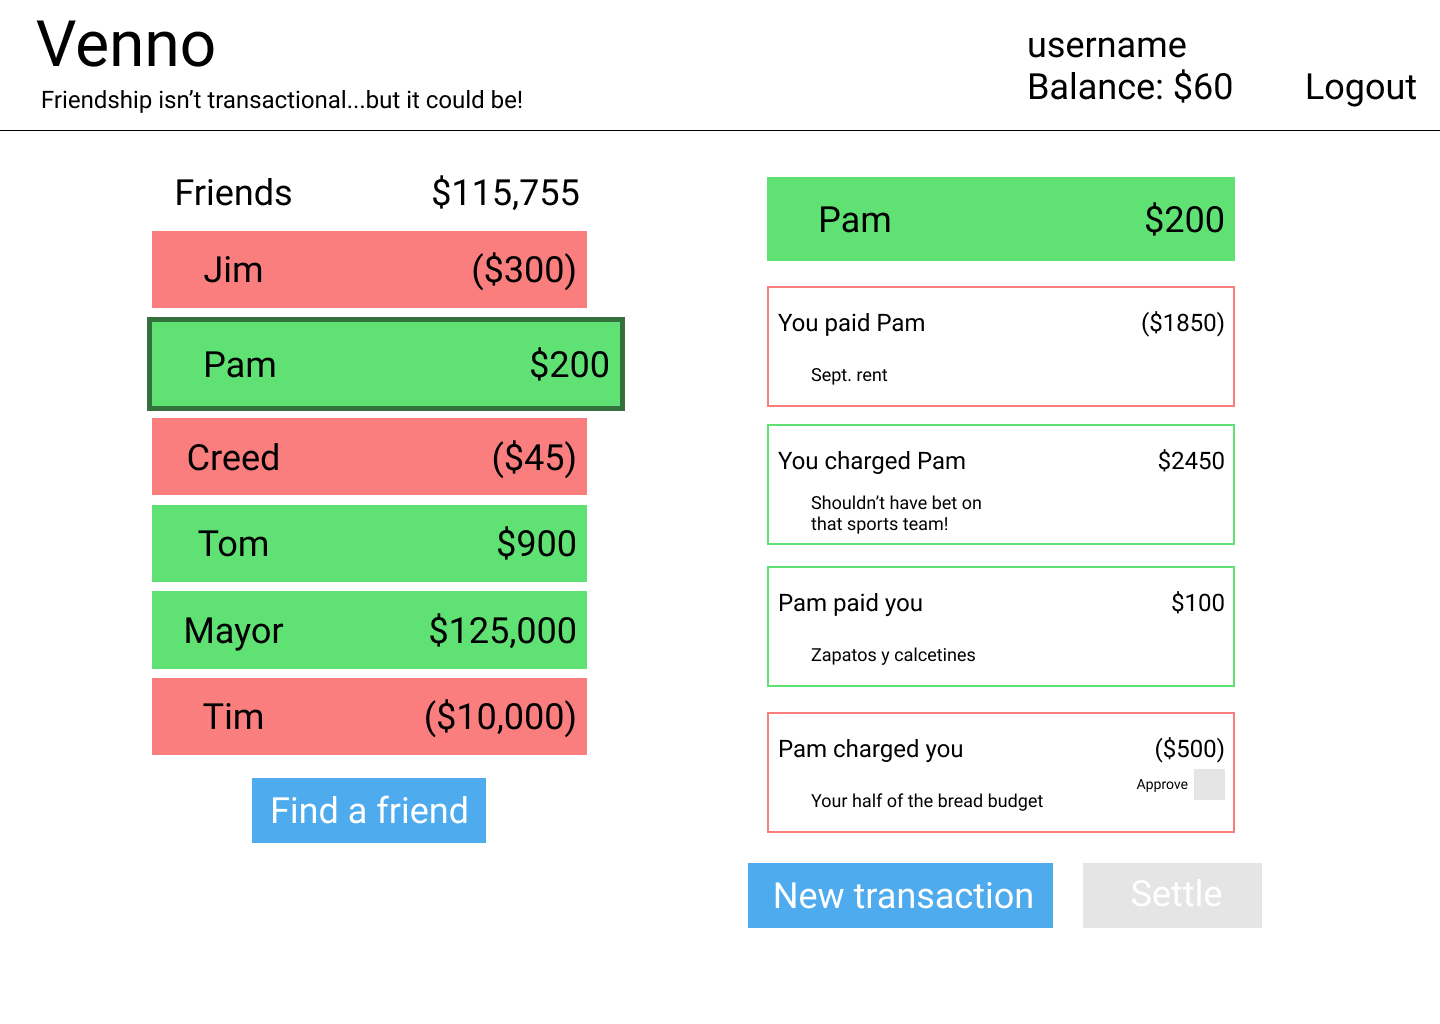 Venno
Friendship isn’t transactional...but it could be!
username
Balance: $60
Logout
Friends $115,755
Jim ($300)
Pam $200
Creed ($45)
Tom $900
Mayor $125,000
Tim ($10,000)
Find a friend
Pam $200
You paid Pam ($1850)
Sept. rent
You charged Pam $2450
Shouldn’t have bet on
that sports team!
Pam paid you $100
Zapatos y calcetines
Pam charged you ($500)
Approve
Your half of the bread budget
New transaction
Settle